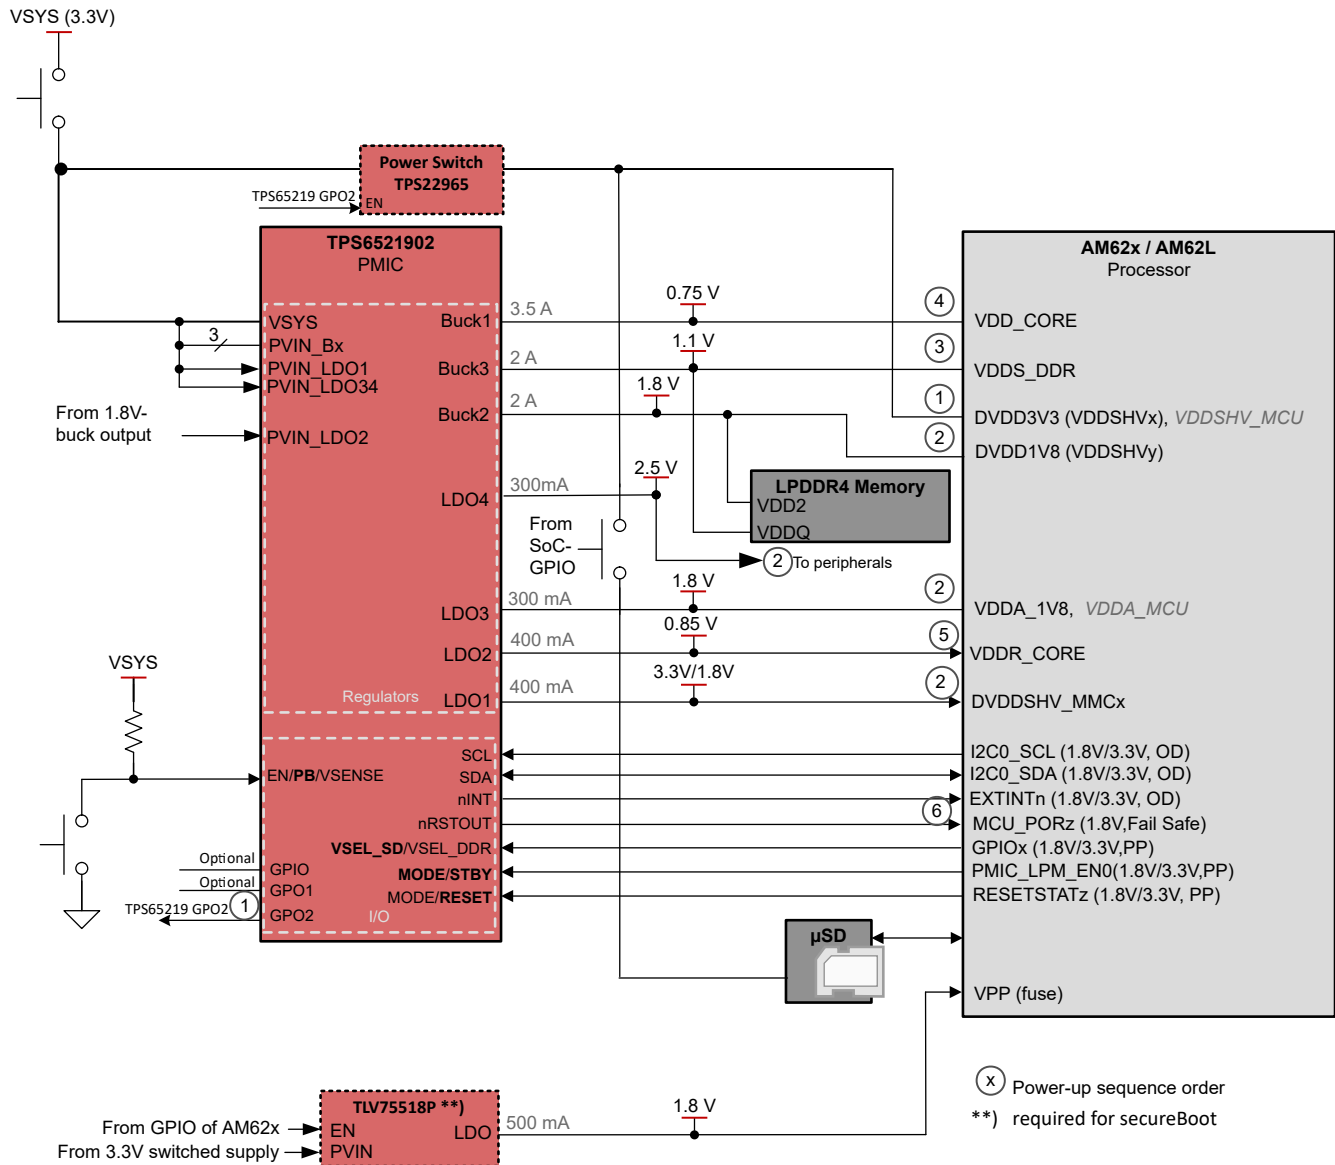 VSYS (3.3V)
Power Switch
TPS22965
TPS65219 GPO2
EN
TPS6521902
PMIC
AM62x / AM62L
Processor
VSYS
PVIN_Bx
3
PVIN_LDO1
PVIN_LDO34
From 1.8V-
buck output
PVIN_LDO2
Buck1
3.5 A
0.75 V
4
VDD_CORE
1.1 V
Buck3
2 A
3
VDDS_DDR
1.8 V
Buck2
2 A
1
DVDD3V3 (VDDSHVx), VDDSHV_MCU
2
DVDD1V8 (VDDSHVy)
2.5 V
LDO4
300mA
LPDDR4 Memory
VDD2
VDDQ
From
SoC-
GPIO
2
To peripherals
1.8 V
LDO3
300 mA
2
VDDA_1V8, VDDA_MCU
0.85 V
LDO2
400 mA
5
VDDR_CORE
3.3V/1.8V
LDO1
400 mA
2
DVDDSHV_MMCx
Regulators
VSYS
EN/PB/VSENSE
SCL
I2C0_SCL (1.8V/3.3V, OD)
SDA
I2C0_SDA (1.8V/3.3V, OD)
nINT
EXTINTn (1.8V/3.3V, OD)
nRSTOUT
6
MCU_PORz (1.8V,Fail Safe)
VSEL_SD/VSEL_DDR
GPIOx (1.8V/3.3V,PP)
MODE/STBY
PMIC_LPM_EN0(1.8V/3.3V,PP)
MODE/RESET
RESETSTATz (1.8V/3.3V, PP)
Optional
GPIO
Optional
GPO1
TPS65219 GPO2
1
GPO2
I/O
µSD
VPP (fuse)
TLV75518P **)
From GPIO of AM62x
EN
From 3.3V switched supply
PVIN
LDO
500 mA
1.8 V
x Power-up sequence order
**) required for secureBoot